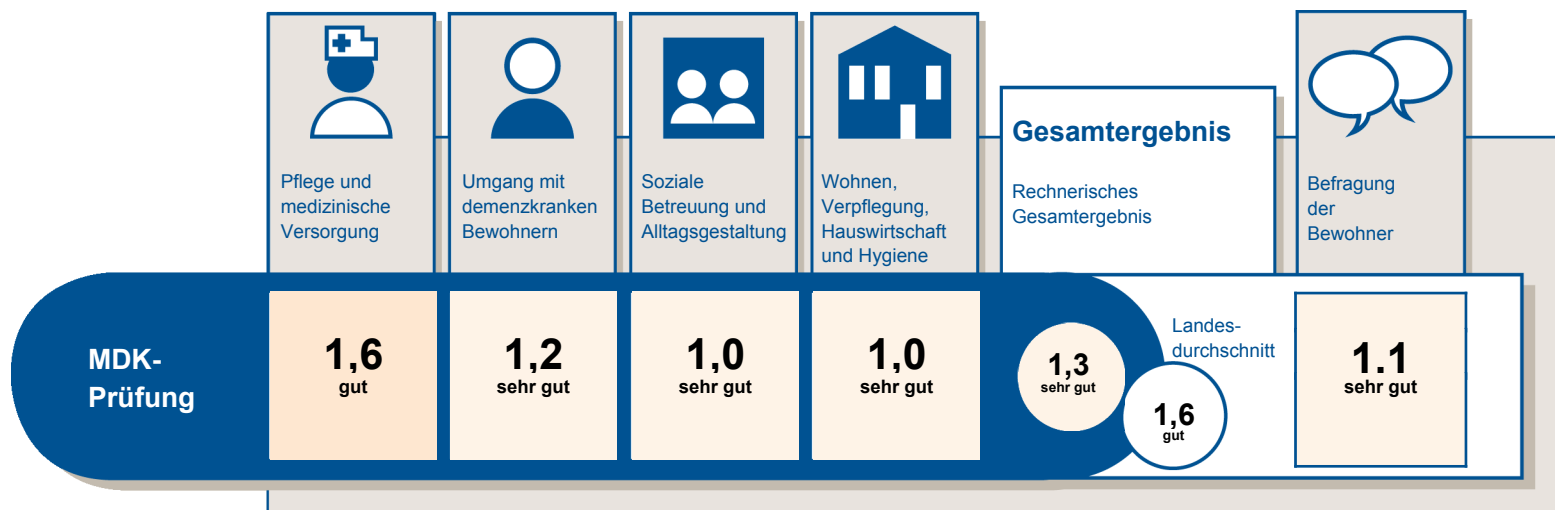 Pflege und
medizinische
Versorgung
Umgang mit
demenzkranken
Bewohnern
Soziale
Betreuung und
Alltagsgestaltung
Wohnen,
Verpflegung,
Hauswirtschaft
und Hygiene
Gesamtergebnis
Rechnerisches
Gesamtergebnis
Befragung
der
Bewohner
MDK-
Prüfung
1,6
gut
1,2
sehr gut
1,0
sehr gut
1,0
sehr gut
1,3
sehr gut
Landes-
durchschnitt
1,6
gut
1.1
sehr gut